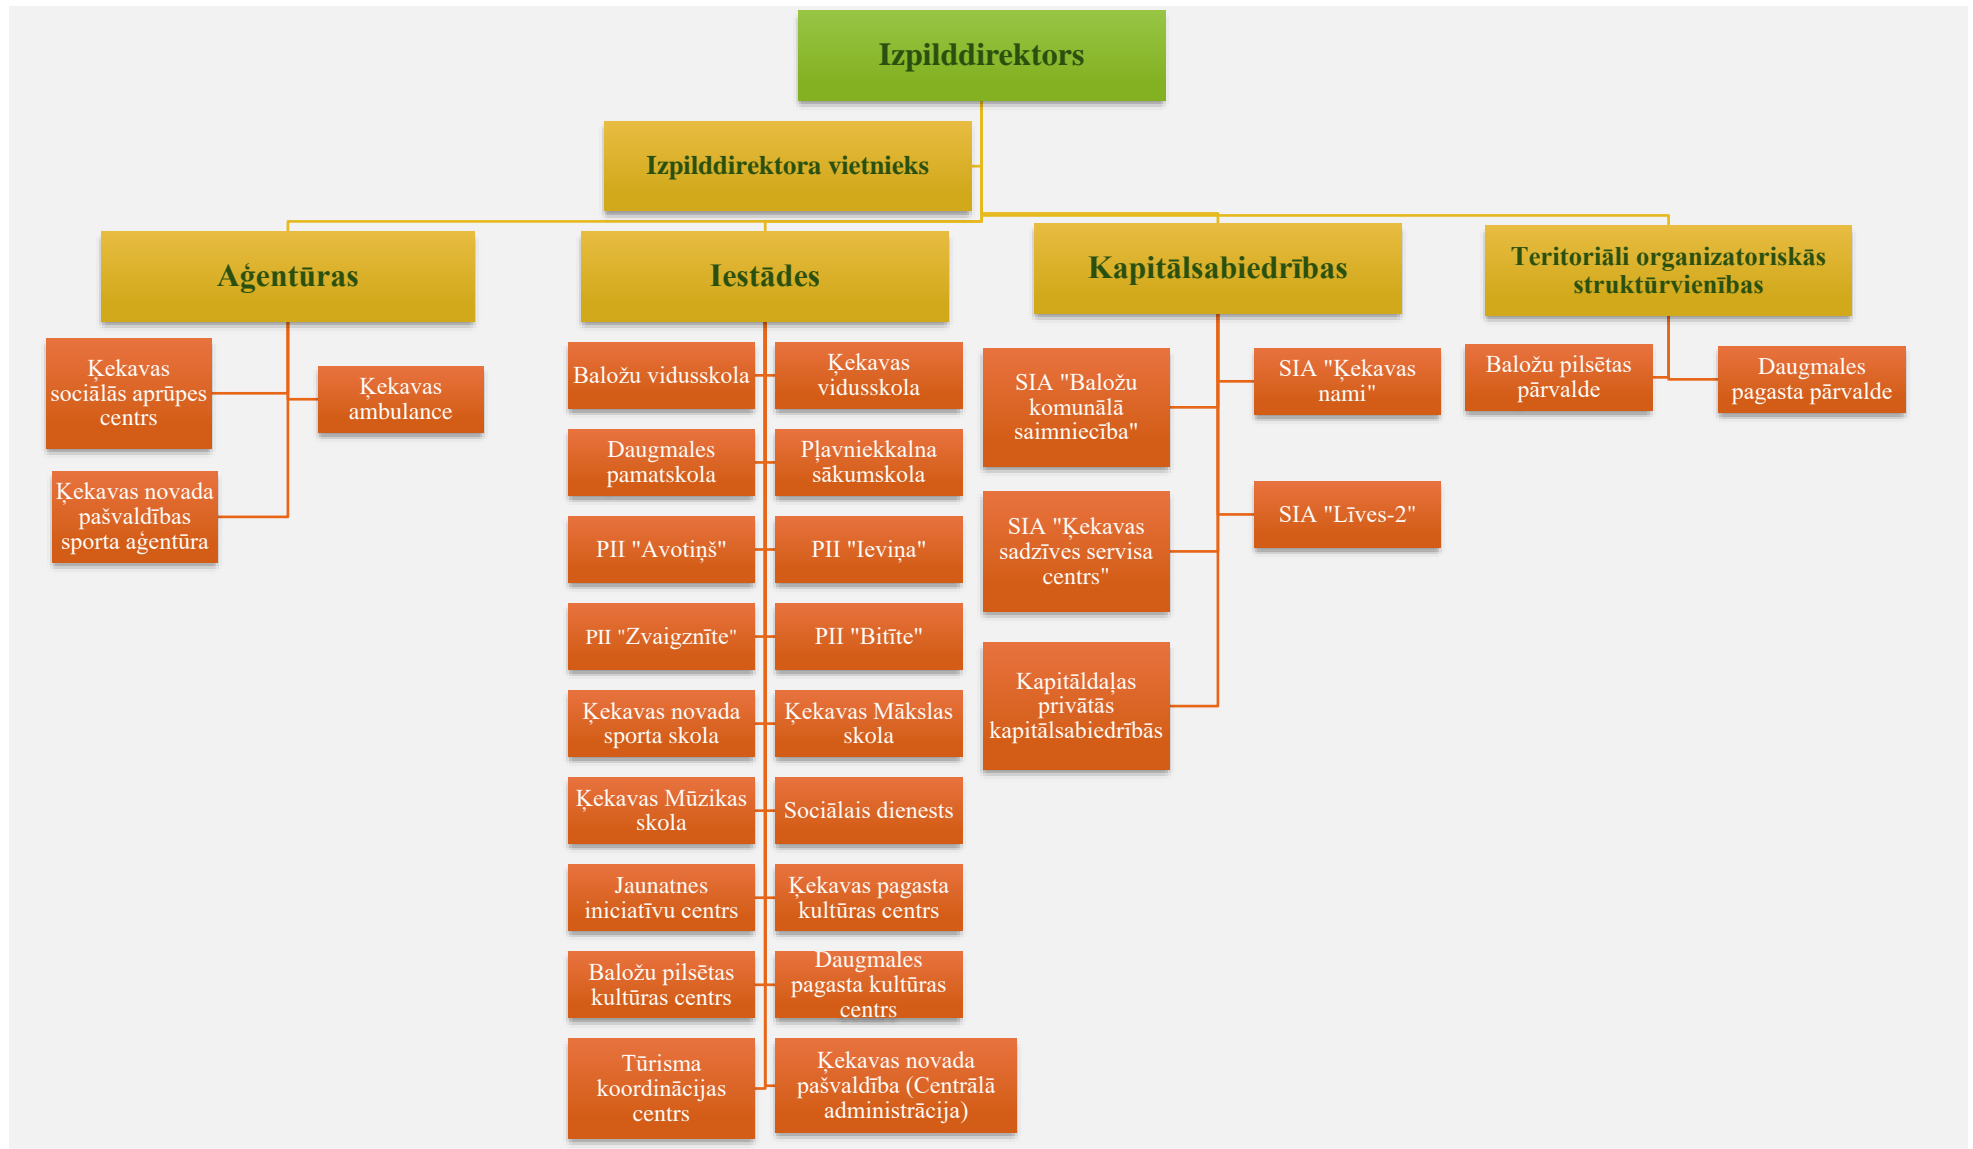 Izpilddirektors
Izpilddirektora vietnieks
Aģentūras
Ķekavas
sociālās aprūpes
centrs
Ķekavas
ambulance
Ķekavas novada
pašvaldības
sporta aģentūra
Iestādes
Baložu vidusskola
Ķekavas
vidusskola
Daugmales
pamatskola
Pļavniekkalna
sākumskola
PII "Avotiņš"
PII "Ieviņa"
PII "Zvaigznīte"
PII "Bitīte"
Ķekavas novada
sporta skola
Ķekavas Mākslas
skola
Ķekavas Mūzikas
skola
Sociālais dienests
Jaunatnes
iniciatīvu centrs
Ķekavas pagasta
kultūras centrs
Baložu pilsētas
kultūras centrs
Daugmales
pagasta kultūras
centrs
Tūrisma
koordinācijas
centrs
Ķekavas novada
pašvaldība (Centrālā
administrācija)
Kapitālsabiedrības
SIA "Baložu
komunālā
saimniecība"
SIA "Ķekavas
nami"
SIA "Ķekavas
sadzīves servisa
centrs"
SIA "Līves-2"
Kapitāldaļas
privātās
kapitālsabiedrībās
Teritoriāli organizatoriskās
struktūrvienības
Baložu pilsētas
pārvalde
Daugmales
pagasta pārvalde